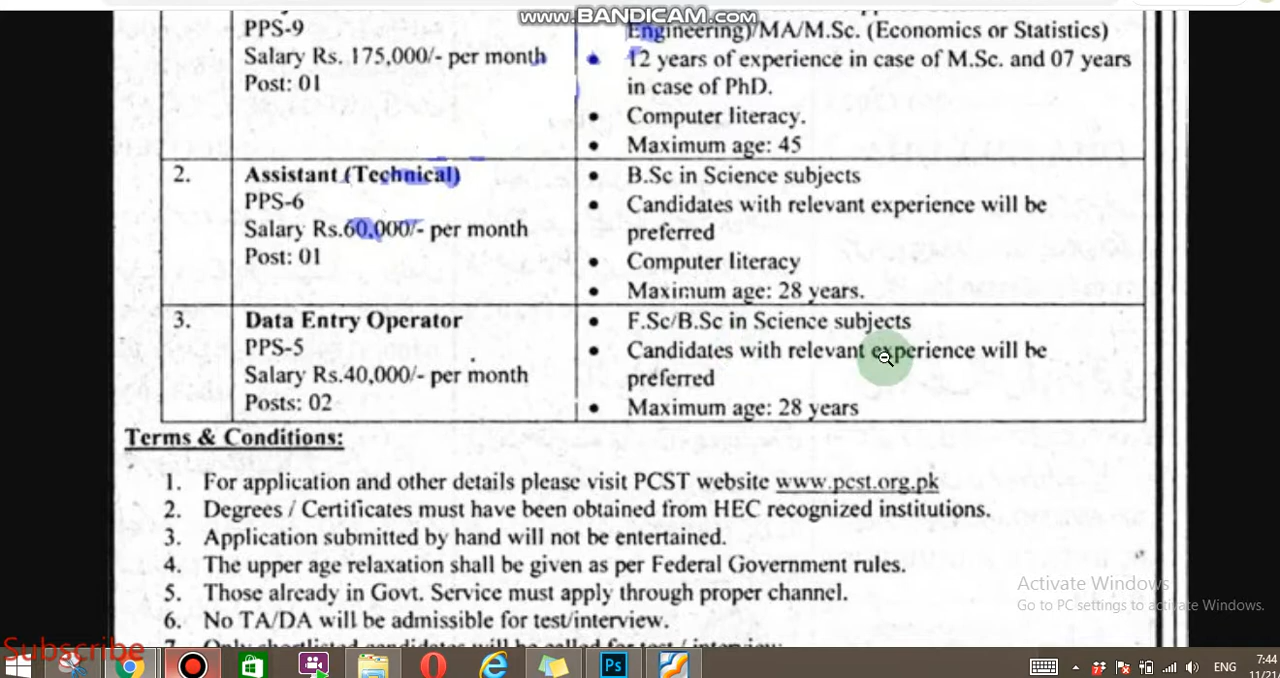 www.BANDICAM.com
PPS-9
Salary Rs. 175,000/- per month
Post: 01
Engineering)/MA/M.Sc. (Economics or Statistics)
• 12 years of experience in case of M.Sc. and 07 years
in case of PhD.
• Computer literacy.
• Maximum age: 45
2.
Assistant (Technical)
PPS-6
Salary Rs.60,000/- per month
Post: 01
• B.Sc in Science subjects
• Candidates with relevant experience will be
preferred
• Computer literacy
• Maximum age: 28 years.
3.
Data Entry Operator
PPS-5
Salary Rs.40,000/- per month
Posts: 02
• F.Sc/B.Sc in Science subjects
• Candidates with relevant experience will be
preferred
• Maximum age: 28 years
Terms & Conditions:
1. For application and other details please visit PCST website www.pcst.org.pk
2. Degrees / Certificates must have been obtained from HEC recognized institutions.
3. Application submitted by hand will not be entertained.
4. The upper age relaxation shall be given as per Federal Government rules.
5. Those already in Govt. Service must apply through proper channel.
6. No TA/DA will be admissible for test/interview.
Activate Windows
Go to PC settings to activate Windows.
Subscribe
Ps
ENG
7:44
11/21